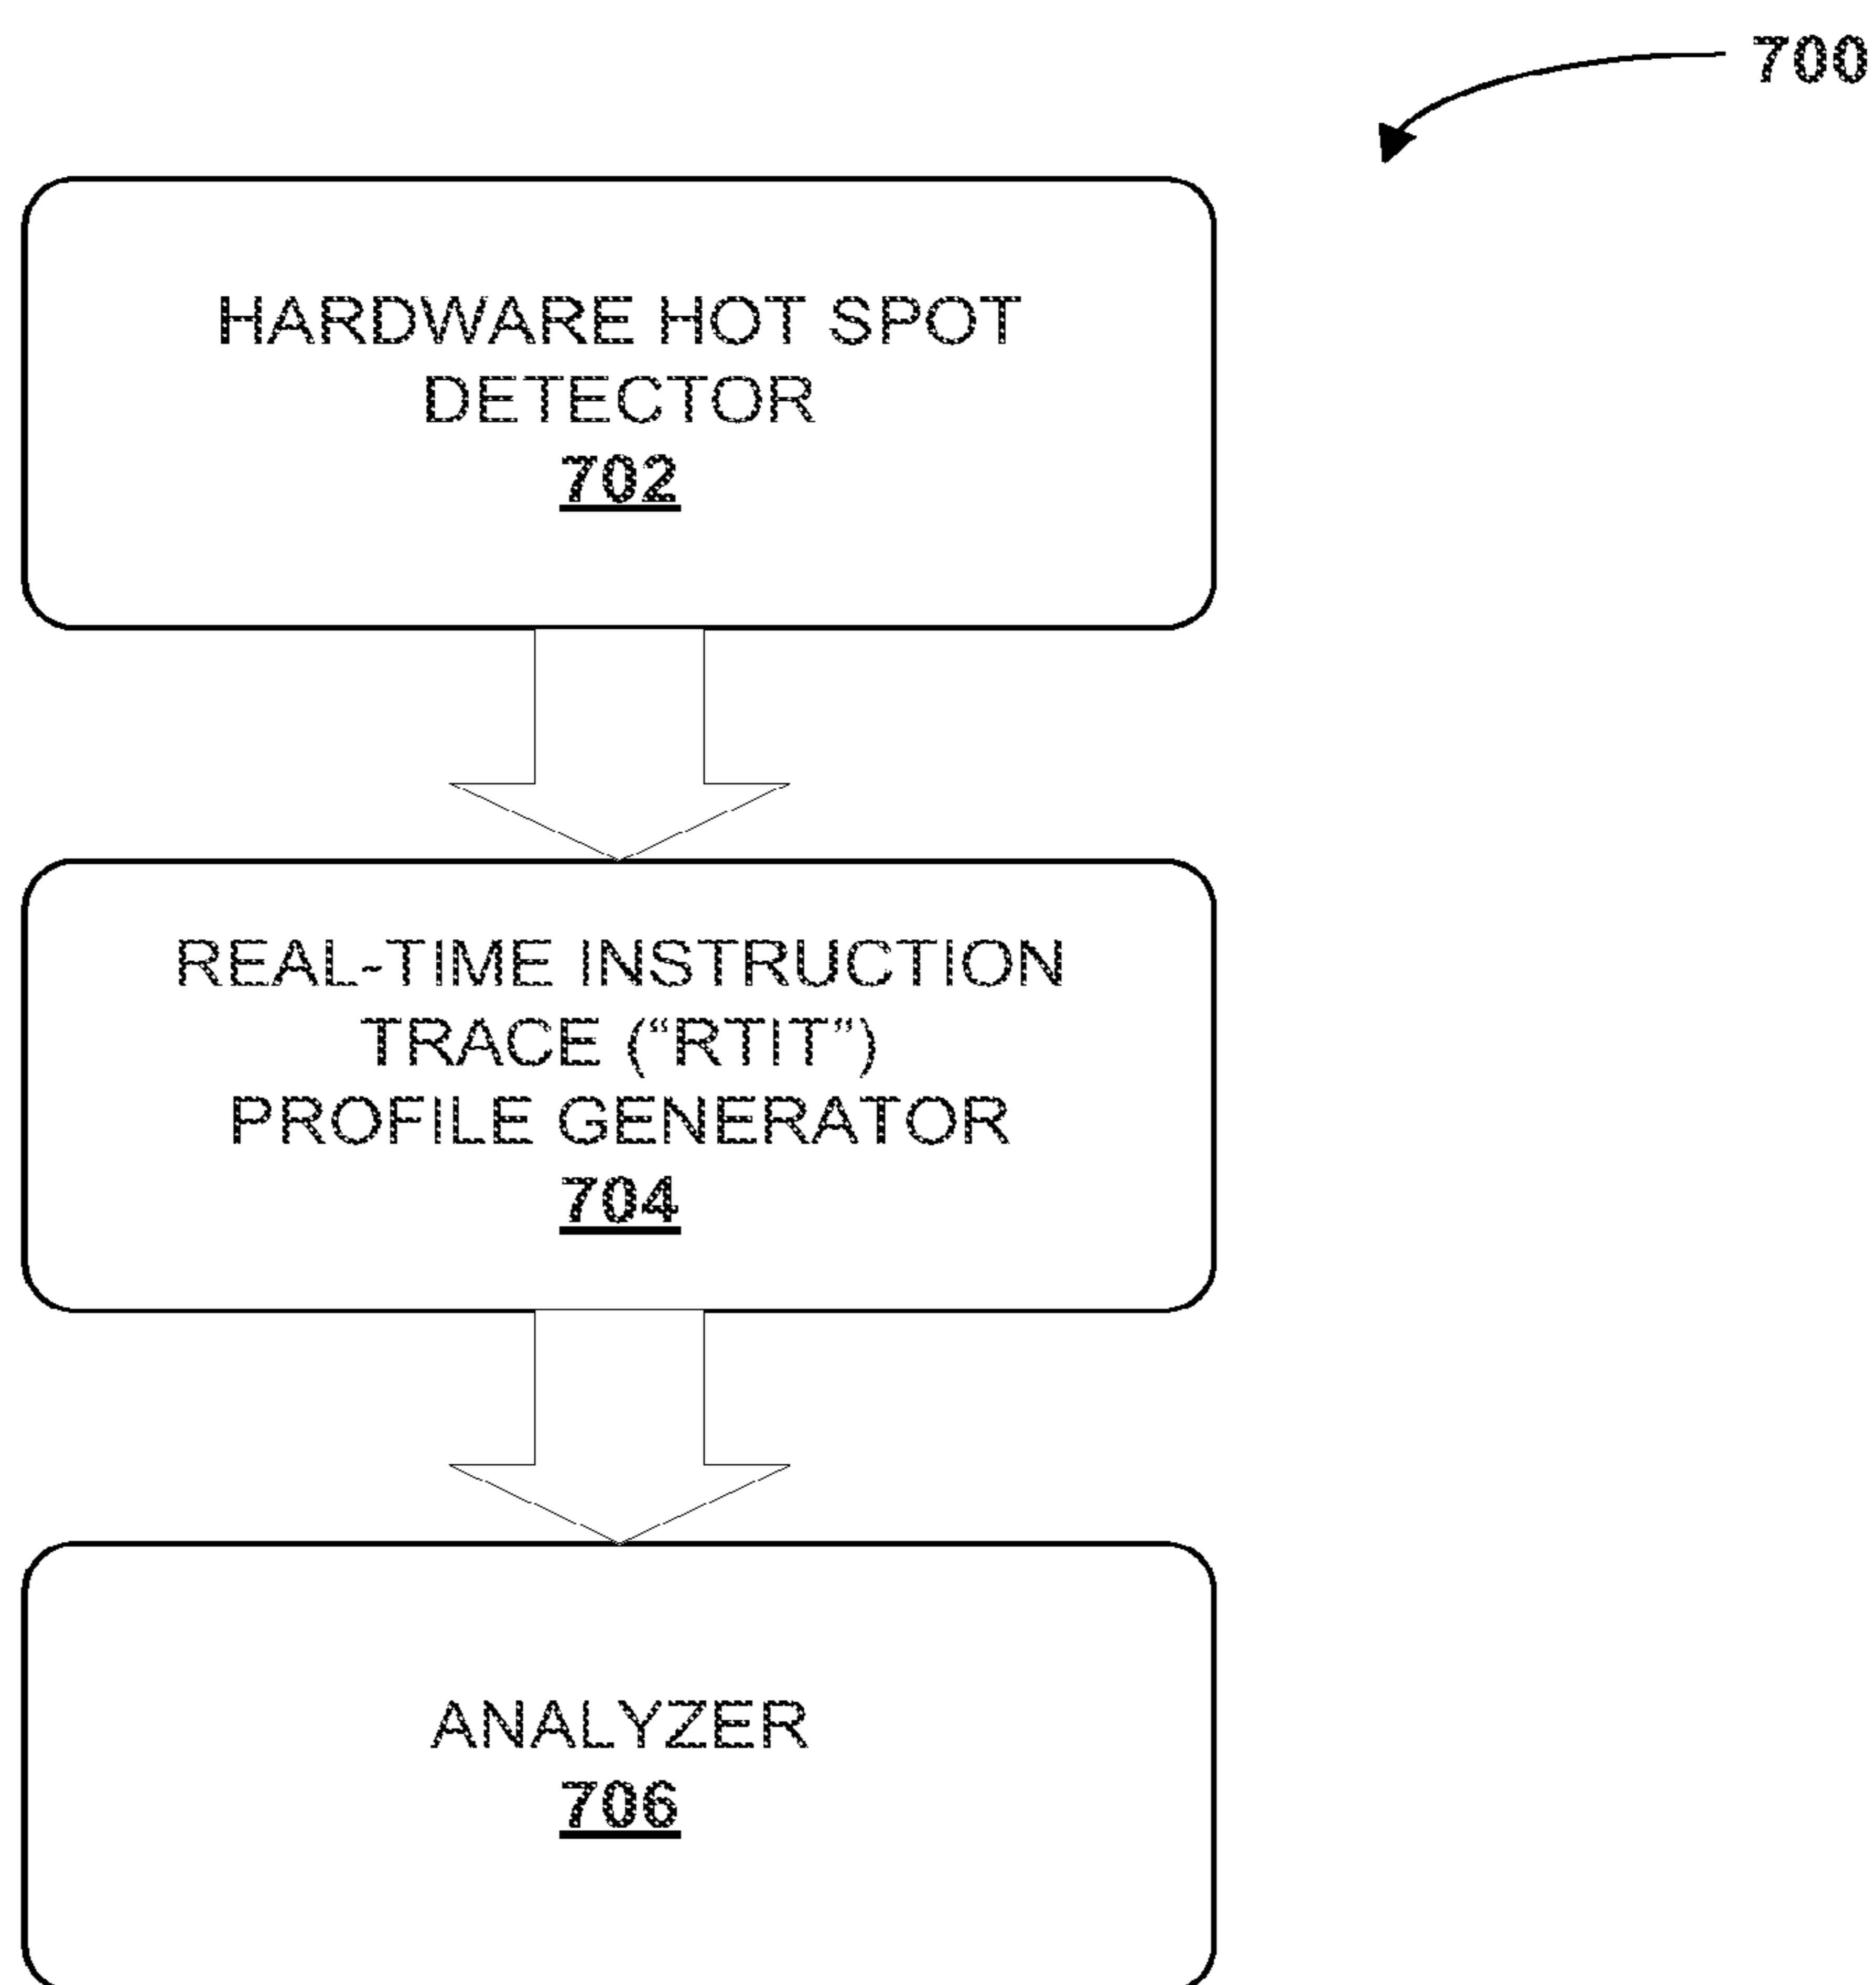 700
HARDWARE HOT SPOT
DETECTOR
702
REAL-TIME INSTRUCTION
TRACE (“RTIT”)
PROFILE GENERATOR
704
ANALYZER
706